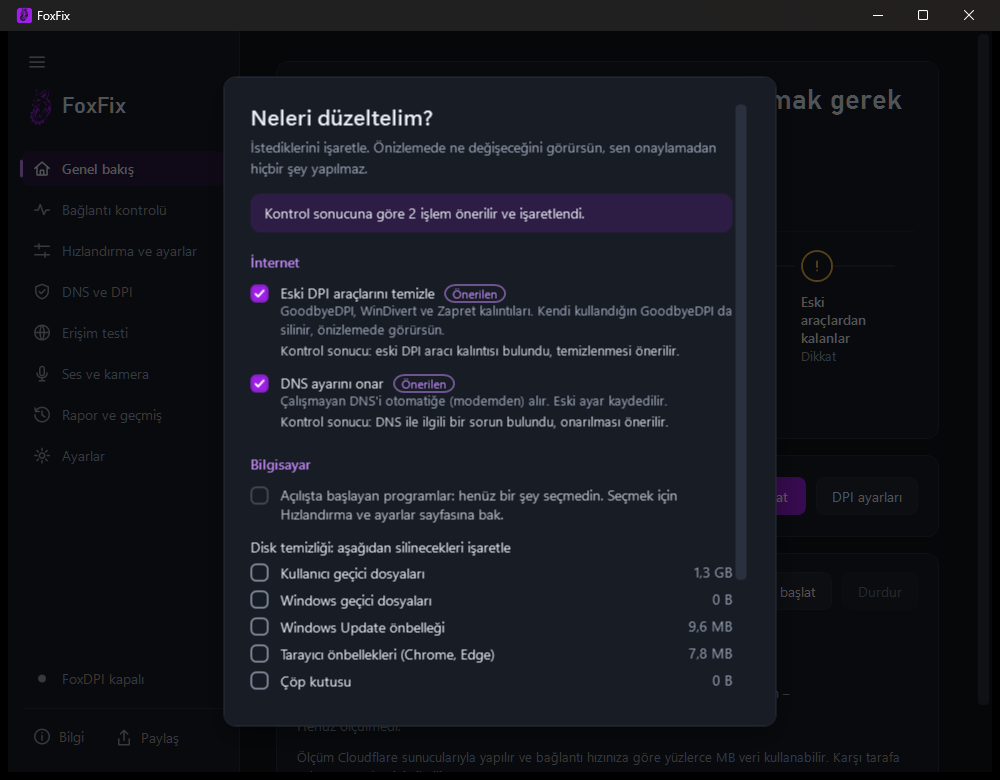 FoxFix
FoxFix
mak gerek
Genel bakış
Bağlantı kontrolü
Hızlandırma ve ayarlar
DNS ve DPI
Erişim testi
Ses ve kamera
Rapor ve geçmiş
Ayarlar
FoxDPI kapalı
Bilgi
Paylaş
Neleri düzeltelim?
İstediklerini işaretle. Önizlemede ne değişeceğini görürsün, sen onaylamadan
hiçbir şey yapılmaz.
Kontrol sonucuna göre 2 işlem önerilir ve işaretlendi.
İnternet
Eski DPI araçlarını temizle Önerilen
GoodbyeDPI, WinDivert ve Zapret kalıntıları. Kendi kullandığın GoodbyeDPI da
silinir, önizlemede görürsün.
Kontrol sonucu: eski DPI aracı kalıntısı bulundu, temizlenmesi önerilir.
DNS ayarını onar Önerilen
Çalışmayan DNS'i otomatiğe (modemden) alır. Eski ayar kaydedilir.
Kontrol sonucu: DNS ile ilgili bir sorun bulundu, onarılması önerilir.
Bilgisayar
Açılışta başlayan programlar: henüz bir şey seçmedin. Seçmek için
Hızlandırma ve ayarlar sayfasına bak.
Disk temizliği: aşağıdan silinecekleri işaretle
Kullanıcı geçici dosyaları 1,3 GB
Windows geçici dosyaları 0 B
Windows Update önbelleği 9,6 MB
Tarayıcı önbellekleri (Chrome, Edge) 7,8 MB
Çöp kutusu 0 B
!
Eski
araçlardan
kalanlar
Dikkat
at
DPI ayarları
başlat
Durdur
Henüz ölçülmedi.
Ölçüm Cloudflare sunucularıyla yapılır ve bağlantı hızınıza göre yüzlerce MB veri kullanabilir. Karşı tarafa